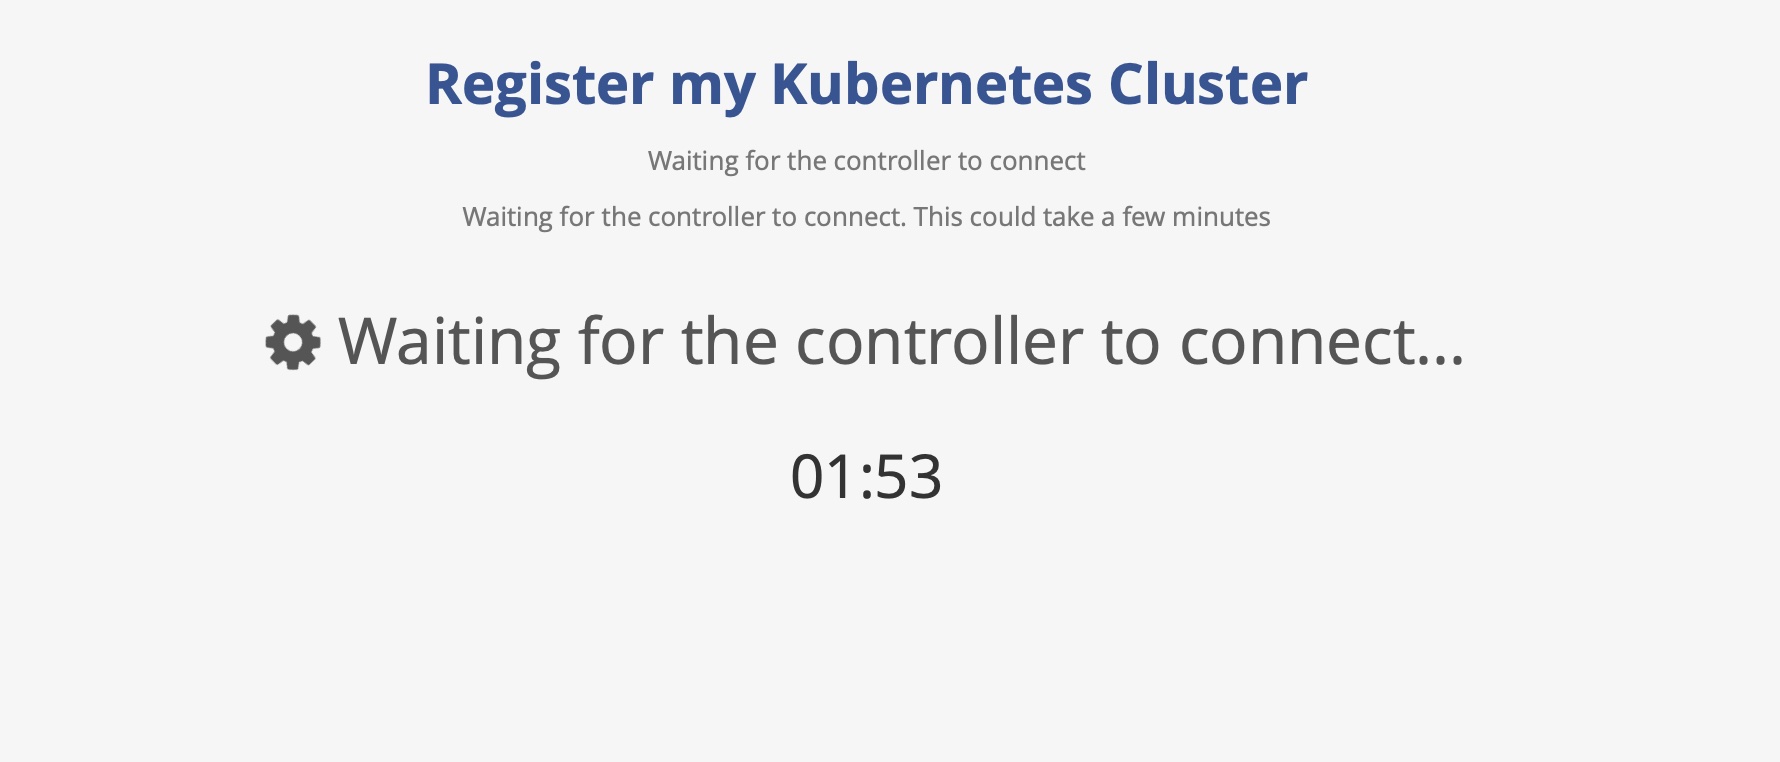 Register my Kubernetes Cluster
Waiting for the controller to connect
Waiting for the controller to connect. This could take a few minutes
Waiting for the controller to connect...
01:53